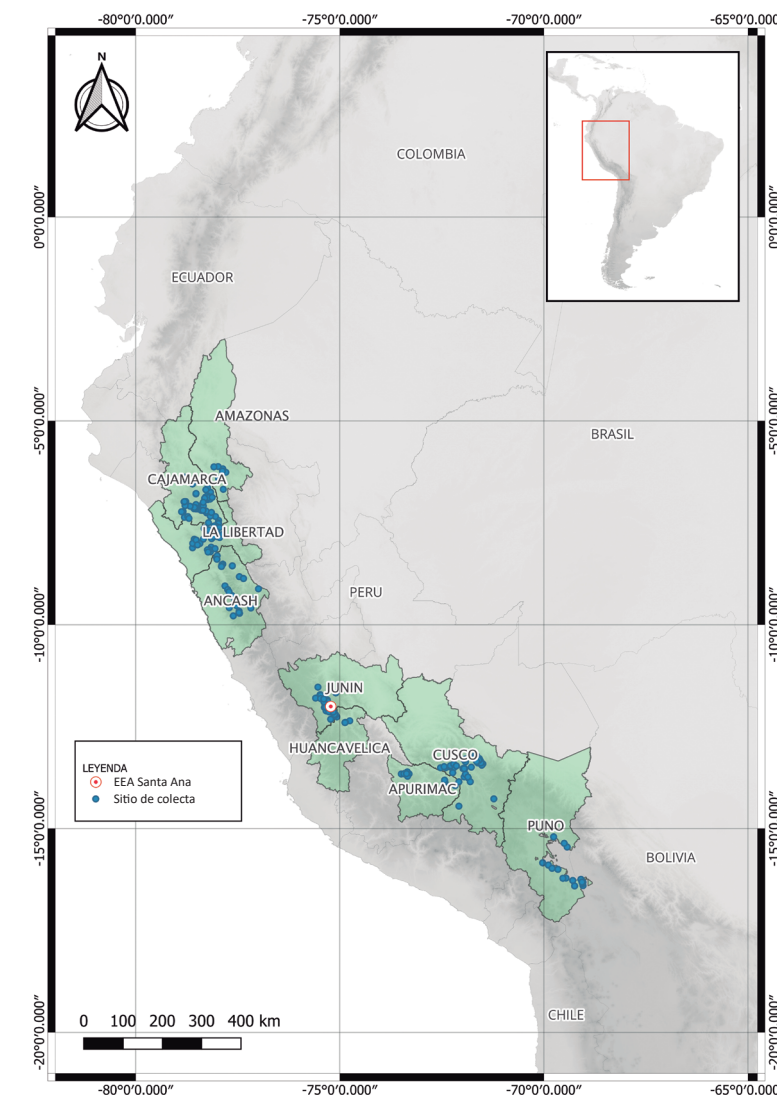 -80°0'0.000″ -75°0'0.000″ -70°0'0.000″ -65°0'0.000″
N
COLOMBIA
0°0'0.000″ 0°0'0.000″
ECUADOR
AMAZONAS
-5°0'0.000″ -5°0'0.000″
BRASIL
CAJAMARCA
LA LIBERTAD
PERU
ANCASH
-10°0'0.000″ -10°0'0.000″
JUNIN
HUANCAVELICA
CUSCO
LEYENDA
EEA Santa Ana
Sitio de colecta
APURIMAC
PUNO
-15°0'0.000″ -15°0'0.000″
BOLIVIA
CHILE
0 100 200 300 400 km
-20°0'0.000″ -20°0'0.000″
-80°0'0.000″ -75°0'0.000″ -70°0'0.000″ -65°0'0.000″